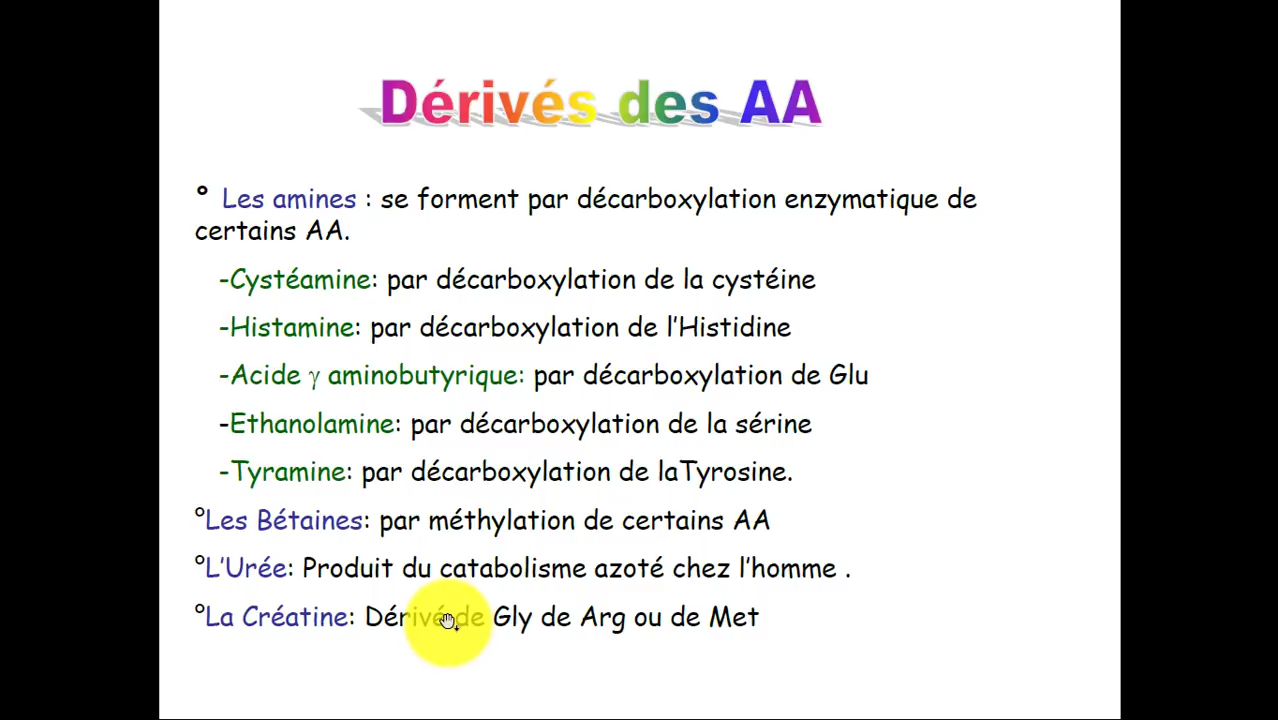 Dérivés des AA
° Les amines : se forment par décarboxylation enzymatique de
certains AA.
-Cystéamine: par décarboxylation de la cystéine
-Histamine: par décarboxylation de l'Histidine
-Acide γ aminobutyrique: par décarboxylation de Glu
-Ethanolamine: par décarboxylation de la sérine
-Tyramine: par décarboxylation de laTyrosine.
°Les Bétaines: par méthylation de certains AA
°L'Urée: Produit du catabolisme azoté chez l'homme .
°La Créatine: Dérivé de Gly de Arg ou de Met